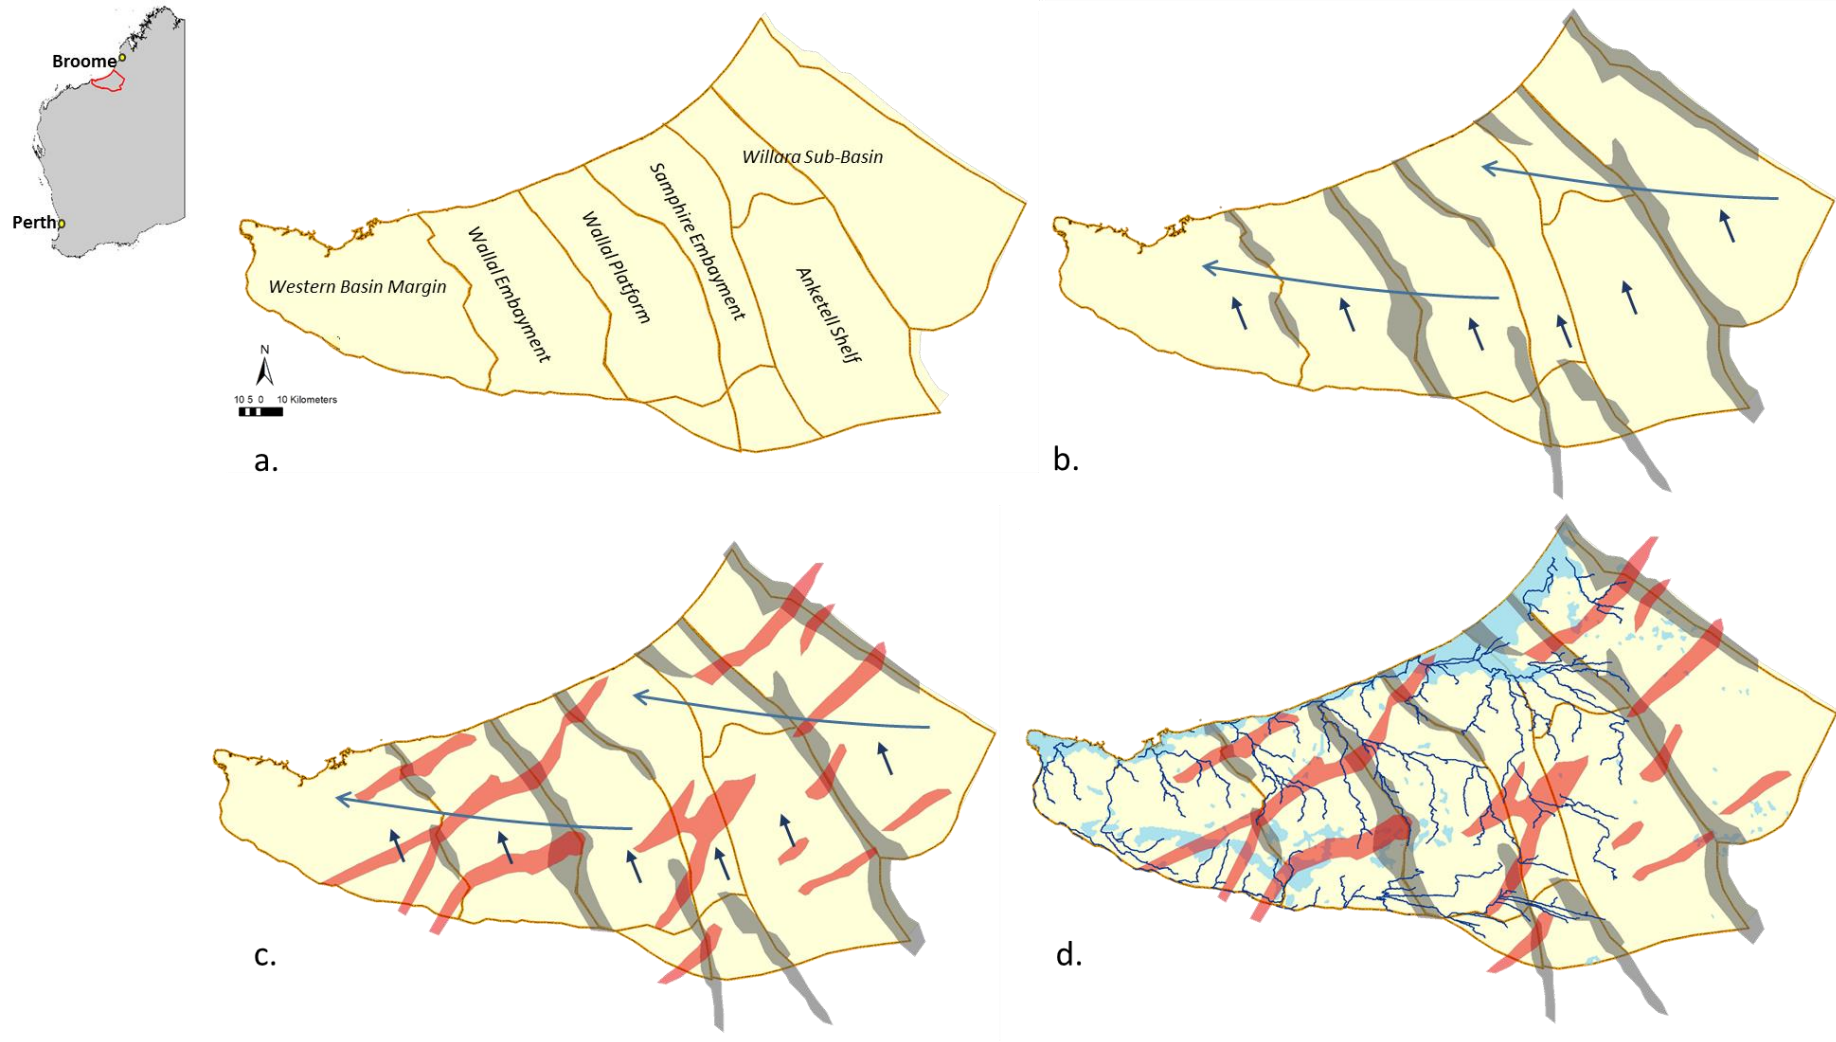 Broome
Perth
Willara Sub-Basin
Samphire Embayment
Wallal Platform
Wallal Embayment
Western Basin Margin
Anketell Shelf
N
10 5 0 10 Kilometers
a.
b.
c.
d.